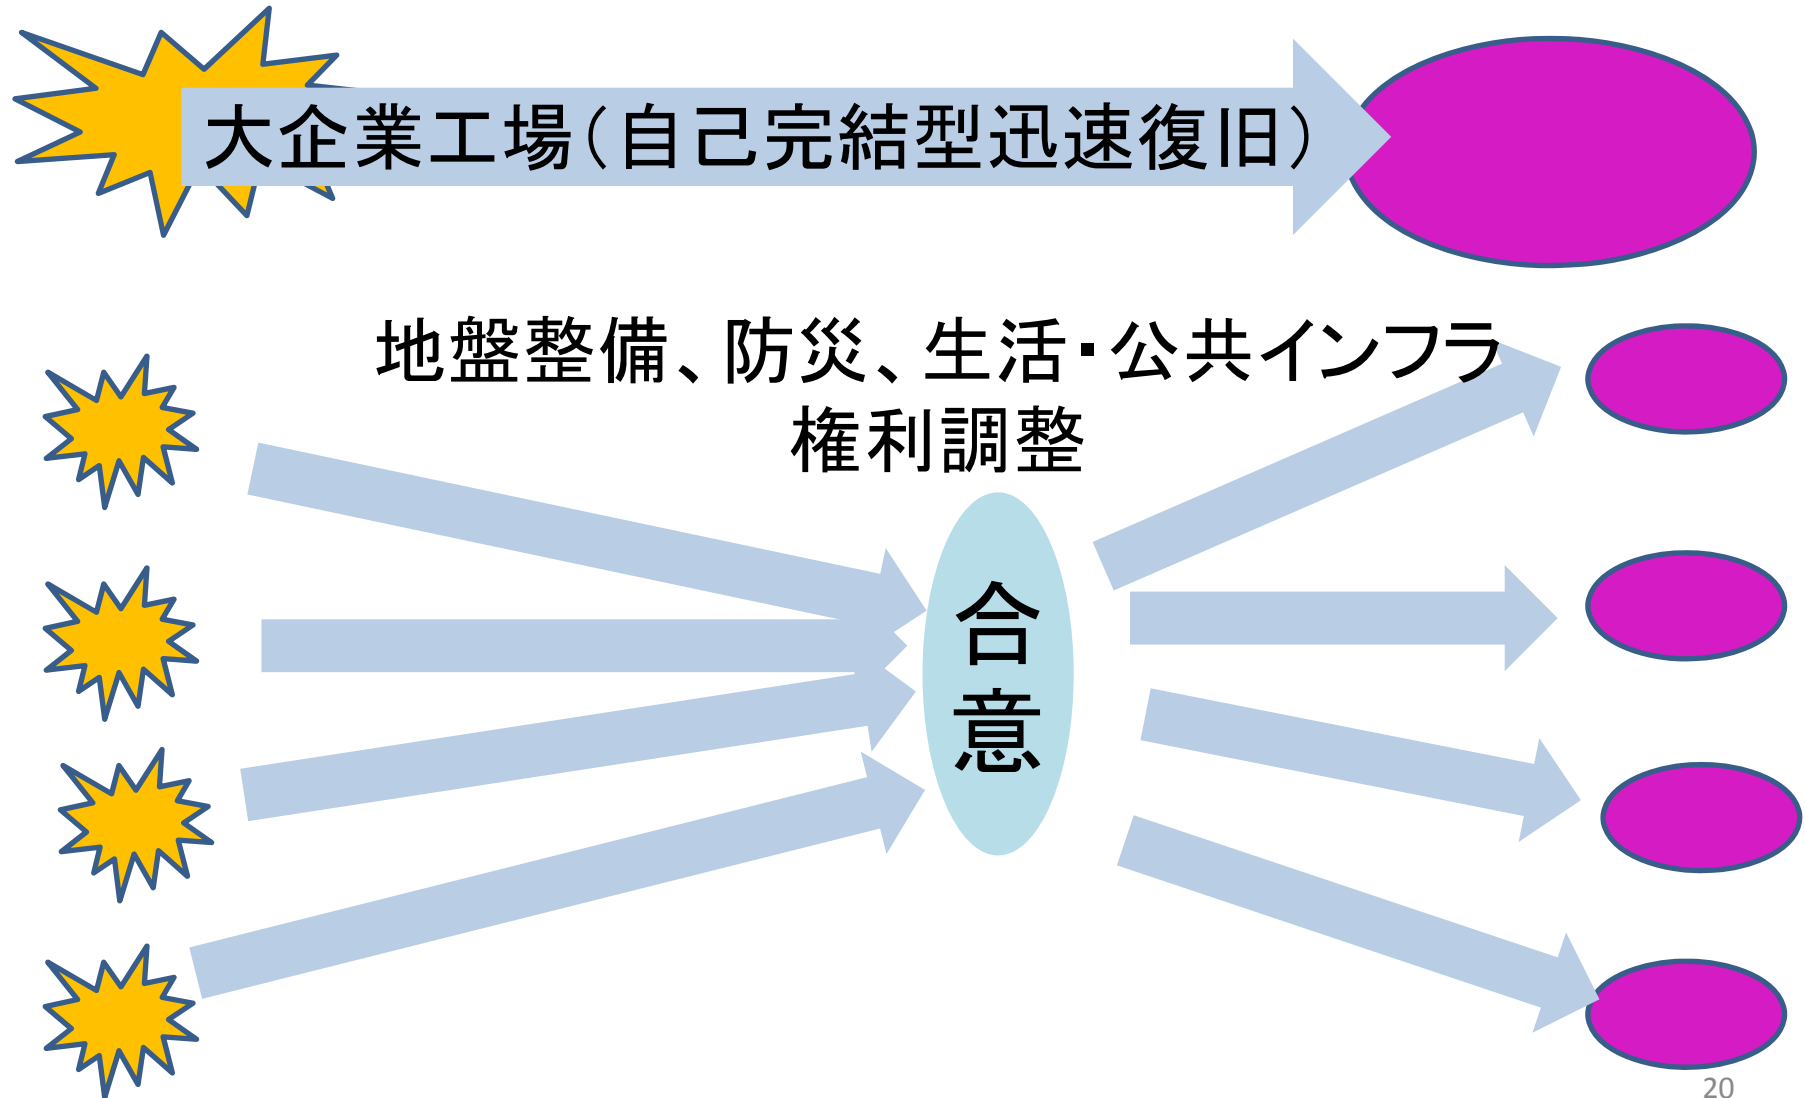 大企業工場（自己完結型迅速復旧）
地盤整備、防災、生活・公共インフラ
権利調整
合意
20